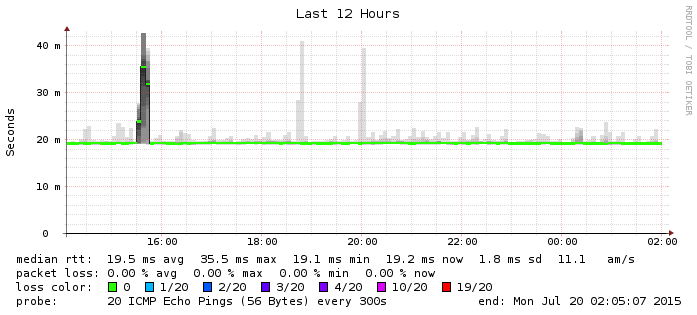 Last 12 Hours
RRDTOOL / TOBI OETIKER
Seconds
40 m
30 m
20 m
10 m
0
16:00 18:00 20:00 22:00 00:00 02:00
median rtt: 19.5 ms avg 35.5 ms max 19.1 ms min 19.2 ms now 1.8 ms sd 11.1 am/s
packet loss: 0.00 % avg 0.00 % max 0.00 % min 0.00 % now
loss color: 0 1/20 2/20 3/20 4/20 10/20 19/20
probe: 20 ICMP Echo Pings (56 Bytes) every 300s end: Mon Jul 20 02:05:07 2015